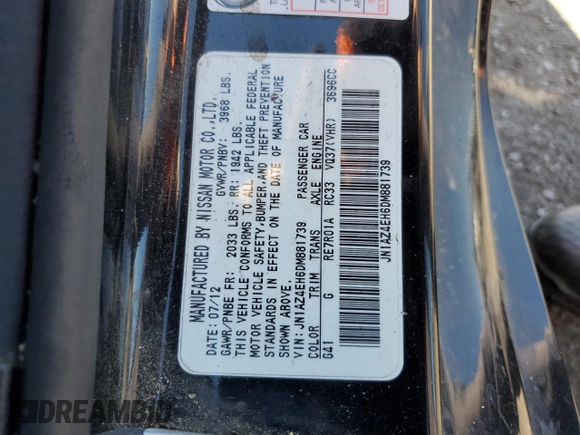 MANUFACTURED BY NISSAN MOTOR CO.,LTD.
DATE: 07/12 GVWR/PNBV: 3968 LBS.
GAWR/PNBE FR: 2033 LBS. RR: 1942 LBS.
THIS VEHICLE CONFORMS TO ALL APPLICABLE FEDERAL
MOTOR VEHICLE SAFETY,BUMPER,AND THEFT PREVENTION
STANDARDS IN EFFECT ON THE DATE OF MANUFACTURE
SHOWN ABOVE.
VIN: JN1AZ4EH6DM881739 PASSENGER CAR
COLOR TRIM TRANS AXLE ENGINE
G41 G RE7R01A RC33 VQ37(VHR) 3696CC
JN1AZ4EH6DM881739
DREAMBID